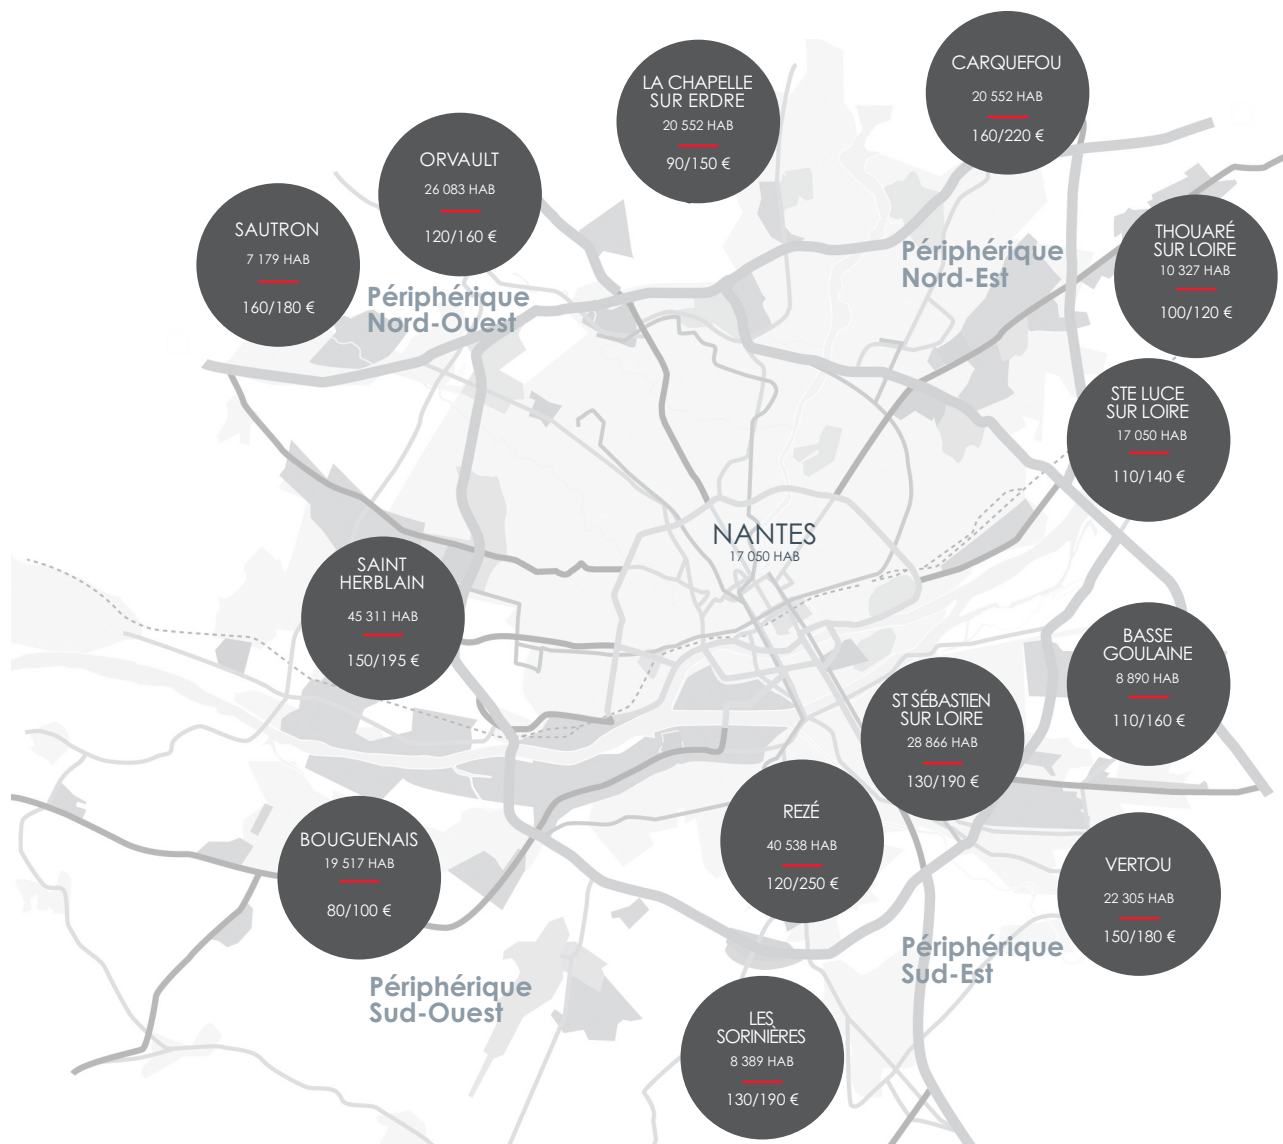 CARQUEFOU
20 552 HAB
160/220 €
LA CHAPELLE
SUR ERDRE
20 552 HAB
90/150 €
ORVAULT
26 083 HAB
120/160 €
SAUTRON
7 179 HAB
160/180 €
THOUARÉ
SUR LOIRE
10 327 HAB
100/120 €
Périphérique
Nord-Est
Périphérique
Nord-Ouest
STE LUCE
SUR LOIRE
17 050 HAB
110/140 €
NANTES
17 050 HAB
SAINT
HERBLAIN
45 311 HAB
150/195 €
BASSE
GOULAINE
8 890 HAB
110/160 €
ST SÉBASTIEN
SUR LOIRE
28 866 HAB
130/190 €
REZÉ
40 538 HAB
120/250 €
BOUGUENAIS
19 517 HAB
80/100 €
VERTOU
22 305 HAB
150/180 €
Périphérique
Sud-Est
Périphérique
Sud-Ouest
LES
SORINIÈRES
8 389 HAB
130/190 €